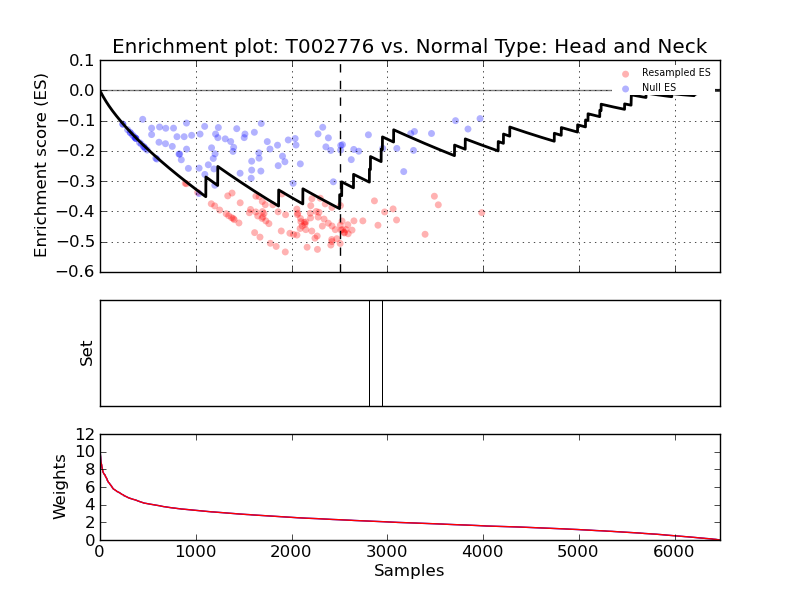 Enrichment plot: T002776 vs. Normal Type: Head and Neck
Enrichment score (ES)
0.1
0.0
−0.1
−0.2
−0.3
−0.4
−0.5
−0.6
Resampled ES
Null ES
Set
Weights
12
10
8
6
4
2
0
0 1000 2000 3000 4000 5000 6000
Samples